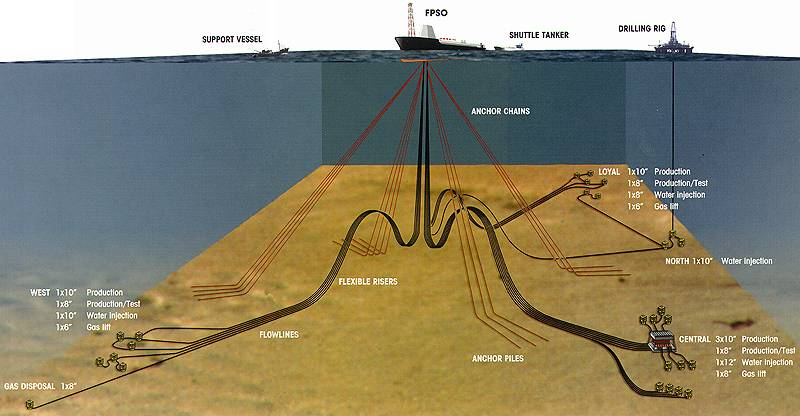 FPSO
SUPPORT VESSEL
SHUTTLE TANKER
DRILLING RIG
ANCHOR CHAINS
LOYAL 1x10" Production
1x8" Production/Test
1x8" Water Injection
1x6" Gas lift
NORTH 1x10" Water Injection
FLEXIBLE RISERS
WEST 1x10" Production
1x8" Production/Test
1x10" Water Injection
1x6" Gas lift
FLOWLINES
CENTRAL 3x10" Production
1x8" Production/Test
1x12" Water Injection
1x8" Gas lift
ANCHOR PILES
GAS DISPOSAL 1x8"